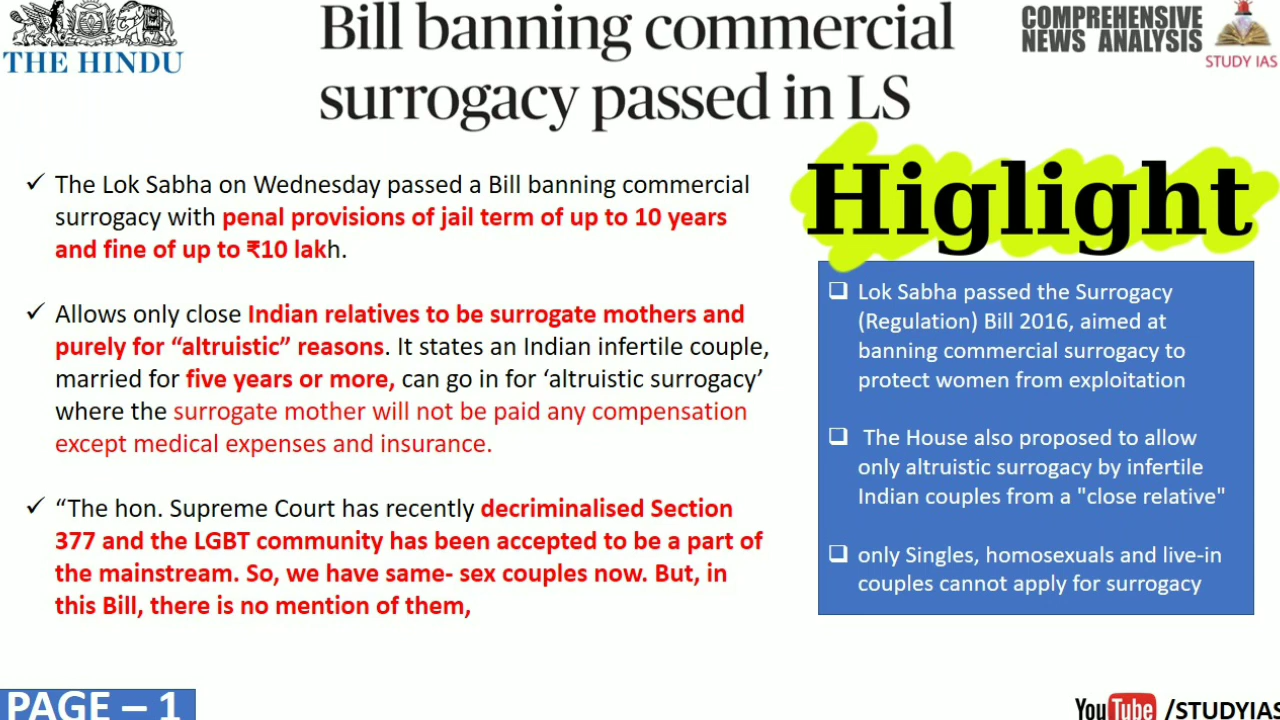 THE HINDU
Bill banning commercial
surrogacy passed in LS
COMPREHENSIVE
NEWS ANALYSIS
STUDY IAS
✓ The Lok Sabha on Wednesday passed a Bill banning commercial
surrogacy with penal provisions of jail term of up to 10 years
and fine of up to ₹10 lakh.
✓ Allows only close Indian relatives to be surrogate mothers and
purely for “altruistic” reasons. It states an Indian infertile couple,
married for five years or more, can go in for ‘altruistic surrogacy’
where the surrogate mother will not be paid any compensation
except medical expenses and insurance.
✓ “The hon. Supreme Court has recently decriminalised Section
377 and the LGBT community has been accepted to be a part of
the mainstream. So, we have same- sex couples now. But, in
this Bill, there is no mention of them,
Higlight
❑ Lok Sabha passed the Surrogacy
(Regulation) Bill 2016, aimed at
banning commercial surrogacy to
protect women from exploitation
❑ The House also proposed to allow
only altruistic surrogacy by infertile
Indian couples from a "close relative"
❑ only Singles, homosexuals and live-in
couples cannot apply for surrogacy
PAGE – 1
YouTube /STUDYIAS